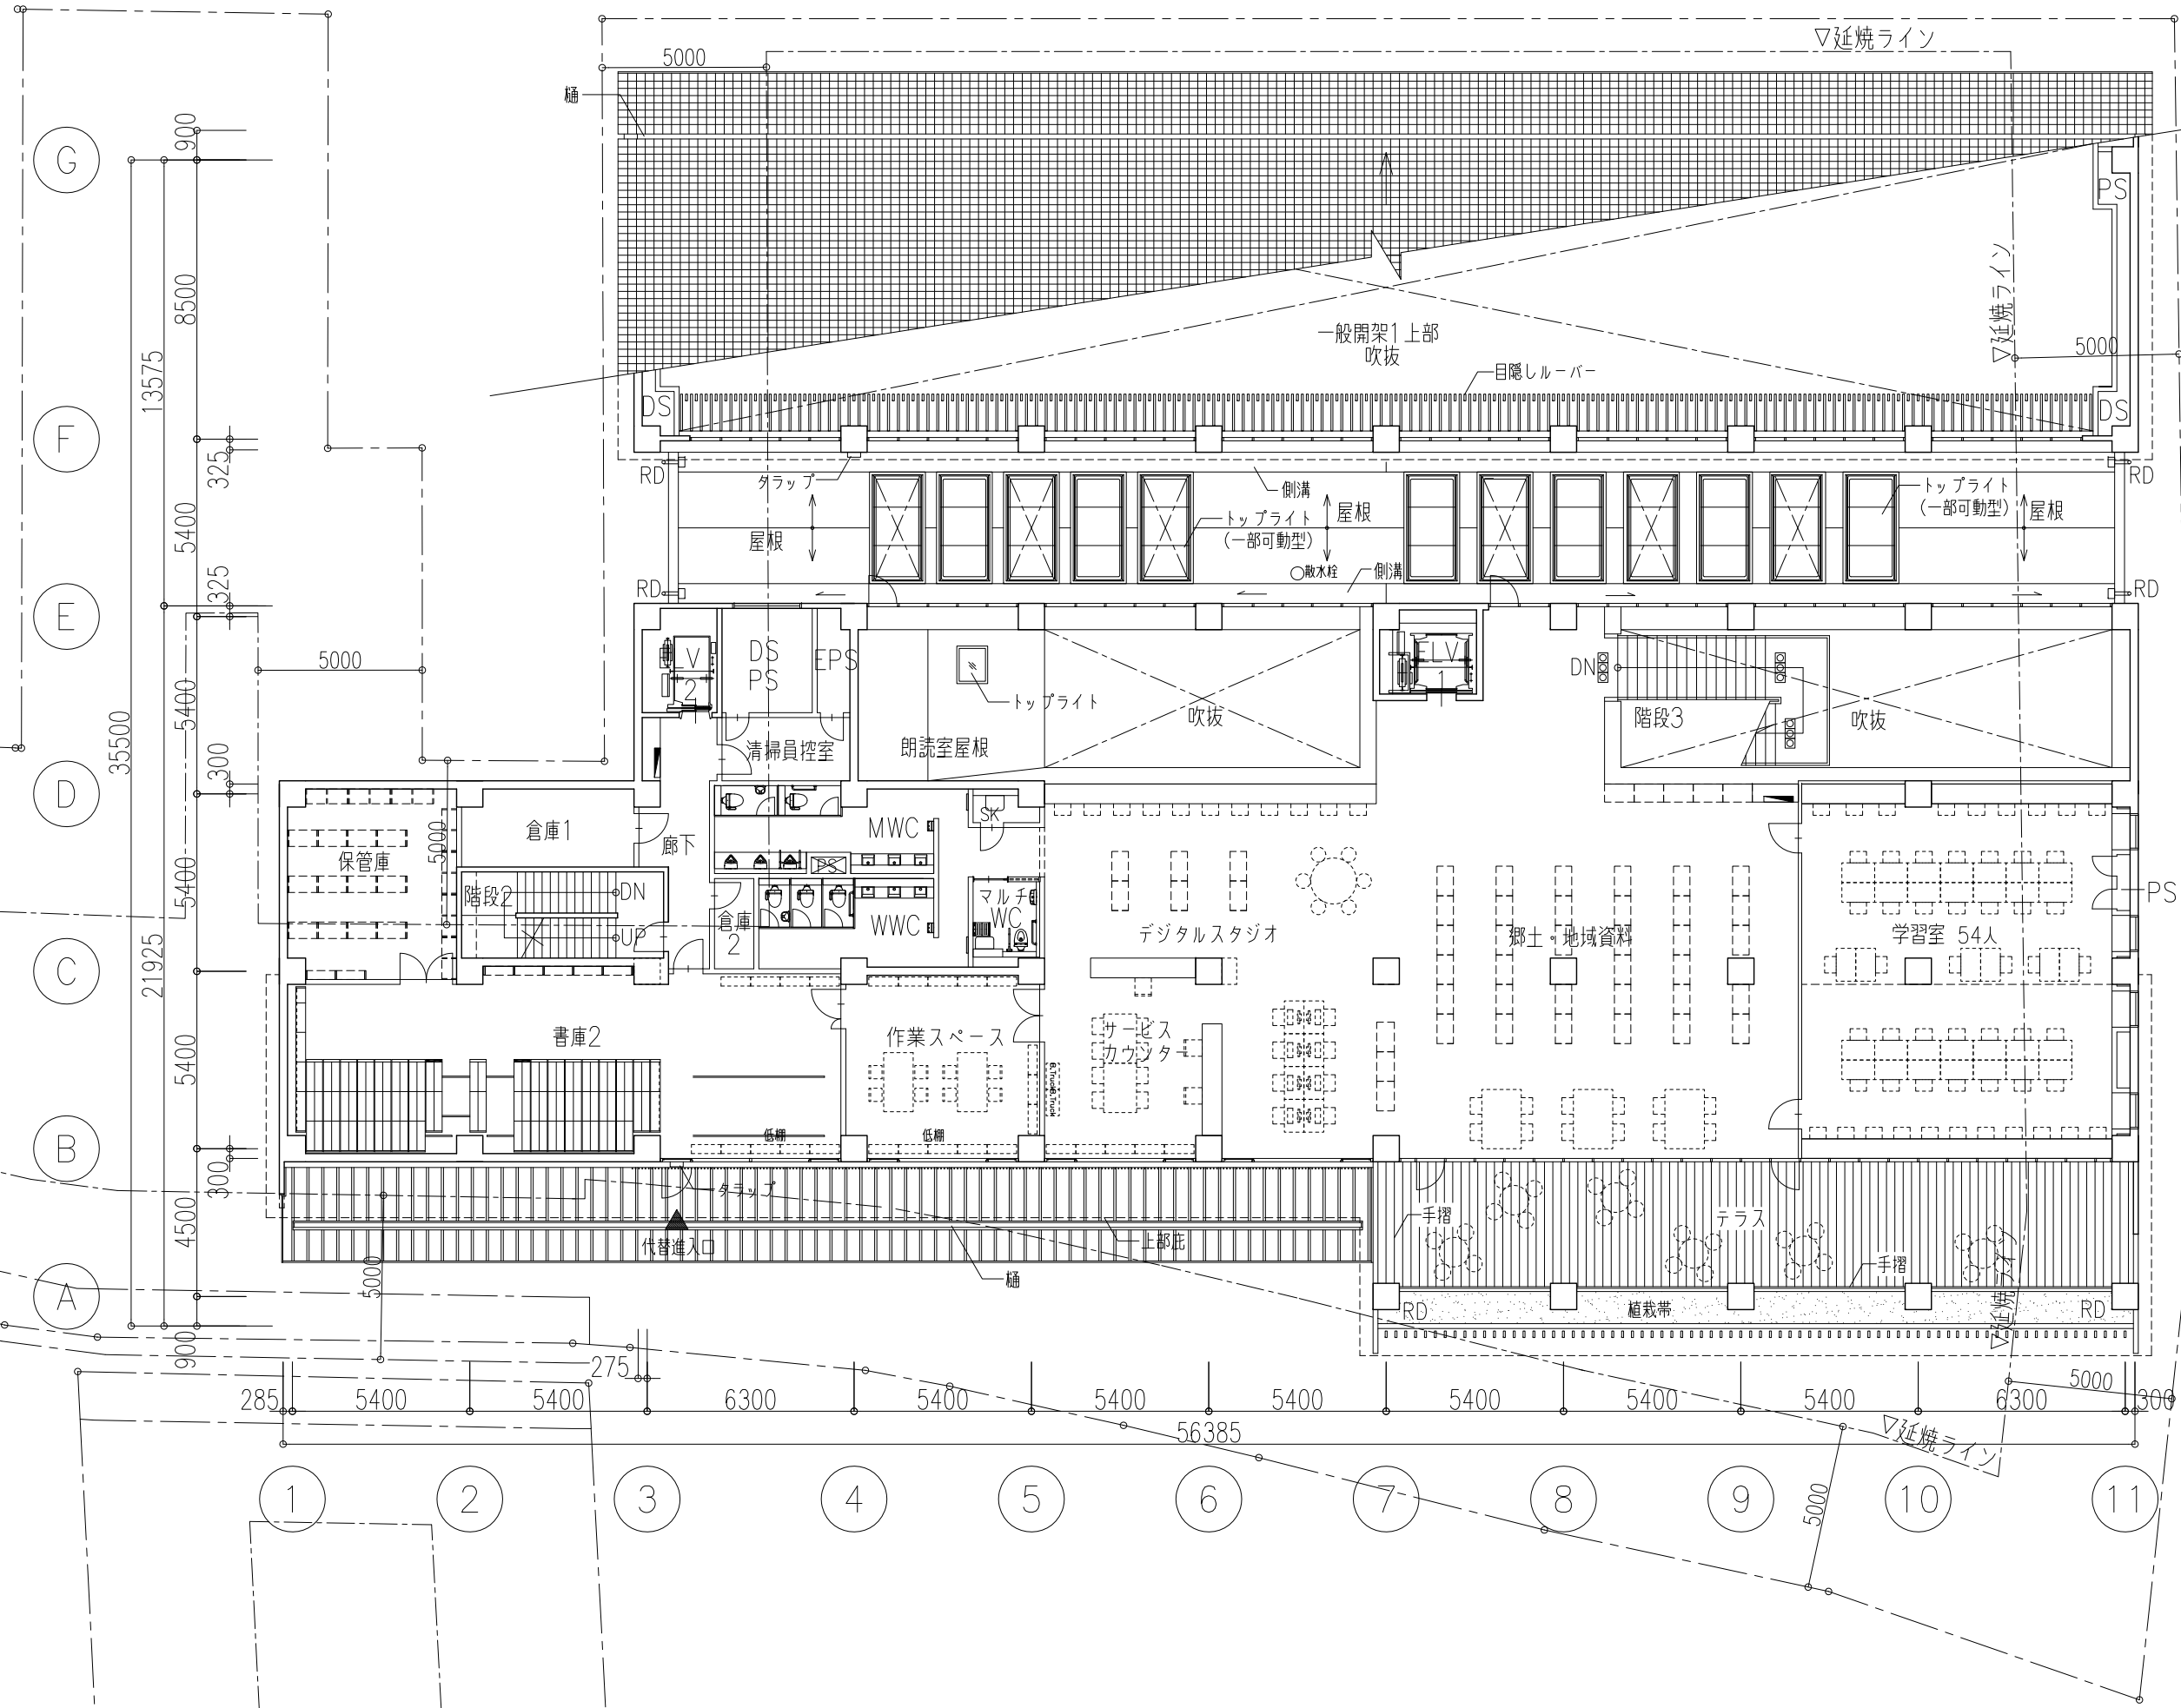 ▽延焼ライン
5000
樋
G
900
PS
8500
▽延焼ライン
13575
一般開架1上部
吹抜
5000
目隠しルーバー
DS
DS
F
325
RD
タラップ
側溝
トップライト
(一部可動型)
屋根
トップライト
(一部可動型)
屋根
RD
屋根
5400
散水栓
側溝
RD
RD
325
E
5000
ELV
2
DS
PS
EPS
トップライト
ELV
1
DN
5400
吹抜
階段3
吹抜
35500
清掃員控室
朗読室屋根
300
D
5000
保管庫
倉庫1
廊下
MWC
SK
PS
5400
階段2
DN
UP
倉庫
2
WWC
マルチ
WC
デジタルスタジオ
郷土・地域資料
学習室 54人
PS
21925
C
書庫2
作業スペース
サービス
カウンター
5400
B.Truck
B.Truck
低棚
低棚
B
300
タラップ
代替進入口
上部庇
手摺
テラス
4500
樋
手摺
5000
▽延焼ライン
A
RD
植栽帯
RD
900
275
5000
285
5400
5400
6300
5400
5400
5400
5400
5400
5400
6300
300
56385
▽延焼ライン
5000
1
2
3
4
5
6
7
8
9
10
11